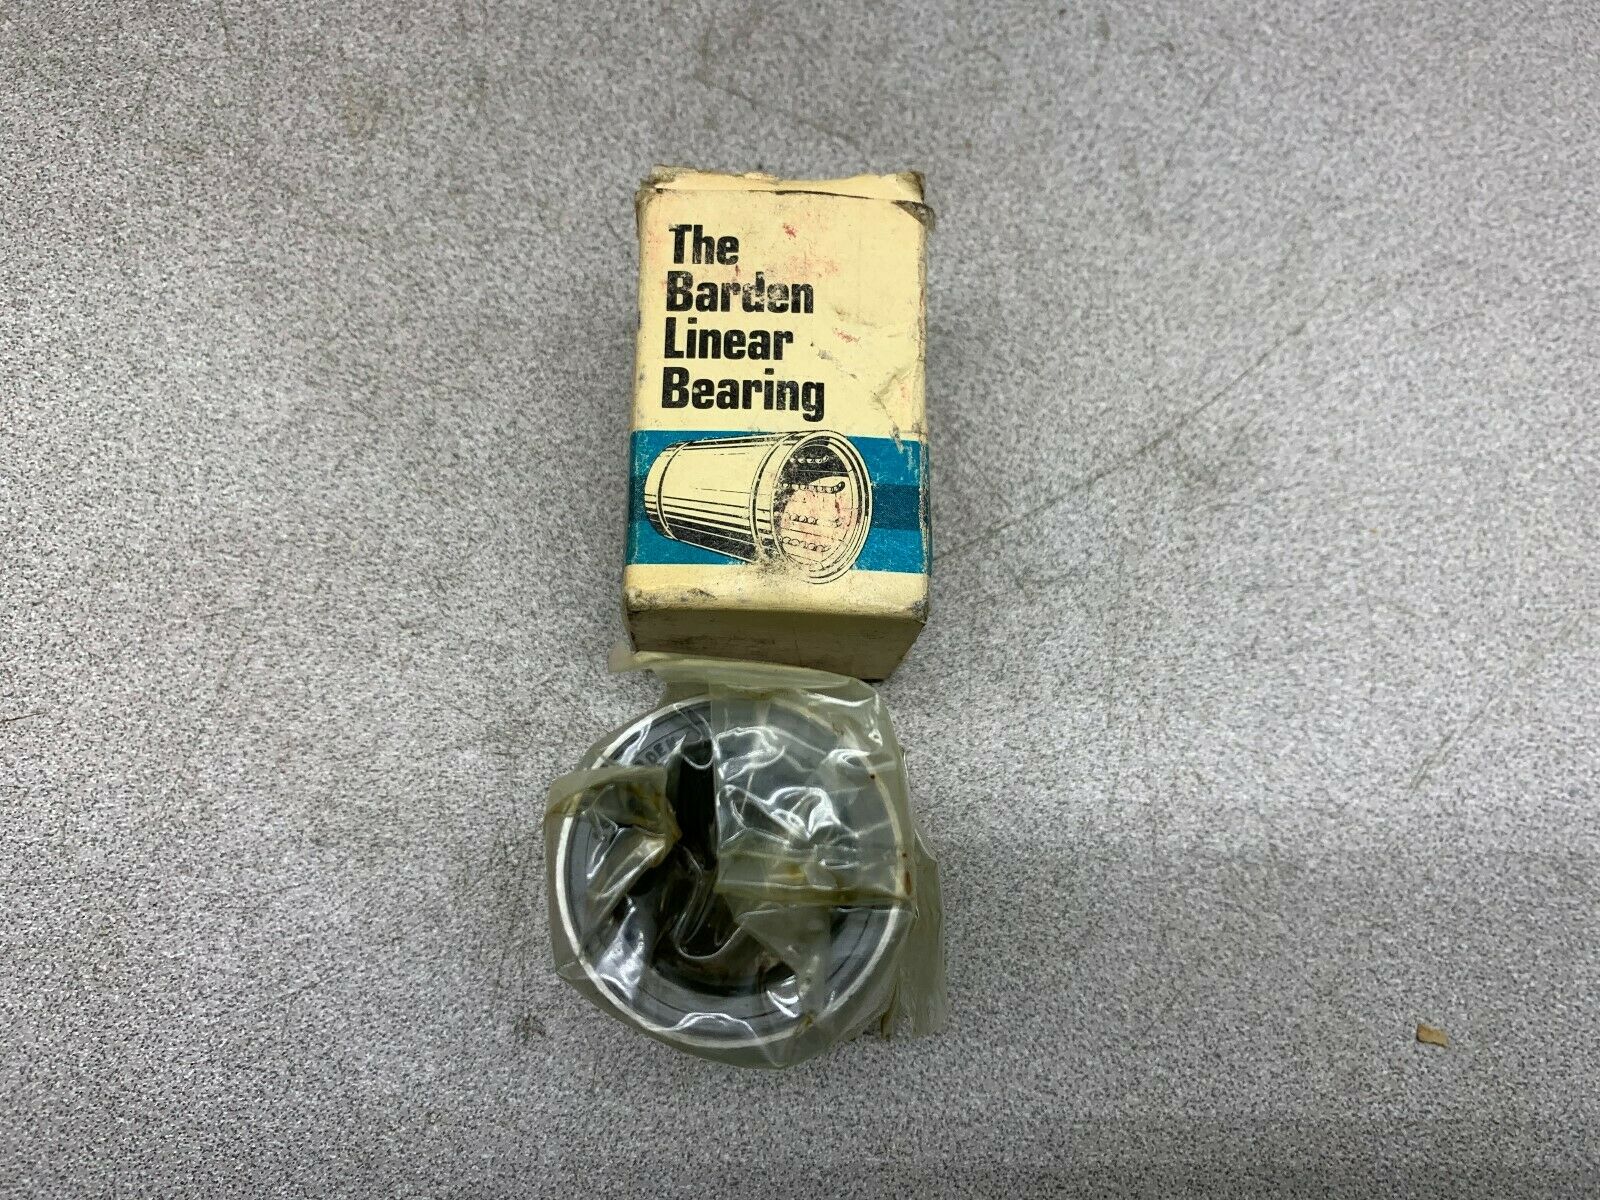 The
Barden
Linear
Bearing